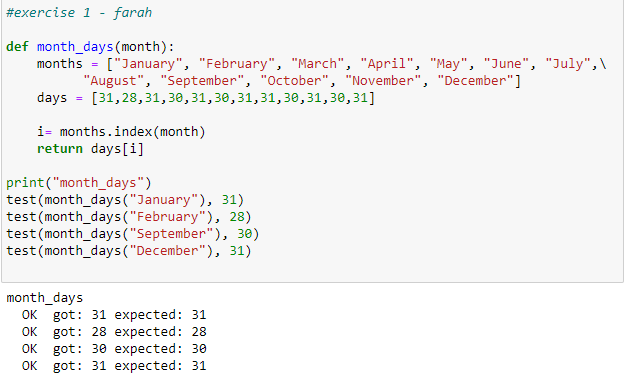 #exercise 1 - farah
def month_days(month):
months = ["January", "February", "March", "April", "May", "June", "July",\
"August", "September", "October", "November", "December"]
days = [31,28,31,30,31,30,31,31,30,31,30,31]
i= months.index(month)
return days[i]
print("month_days")
test(month_days("January"), 31)
test(month_days("February"), 28)
test(month_days("September"), 30)
test(month_days("December"), 31)
month_days
OK got: 31 expected: 31
OK got: 28 expected: 28
OK got: 30 expected: 30
OK got: 31 expected: 31